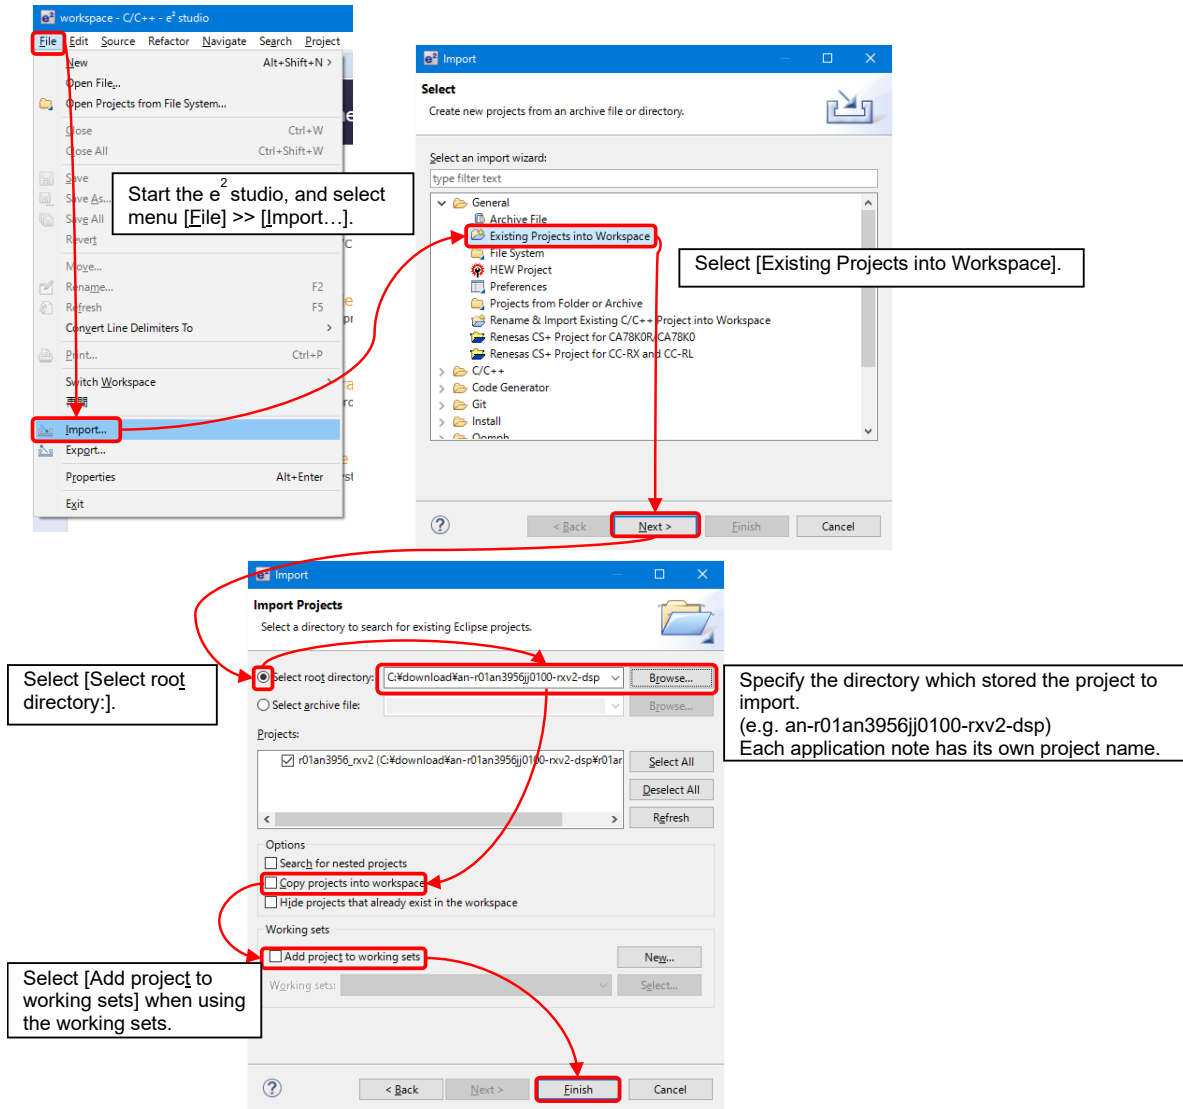 workspace - C/C++ - e² studio
File Edit Source Refactor Navigate Search Project
New Alt+Shift+N >
Open File...
Open Projects from File System...
Close Ctrl+W
Close All Ctrl+Shift+W
Save
Save As...
Save All
Revert
Move...
Rename... F2
Refresh F5
Convert Line Delimiters To >
Print... Ctrl+P
Switch Workspace >
再開
Import...
Export...
Properties Alt+Enter
Exit
Start the e² studio, and select
menu [File] >> [Import…].
e² Import
Select
Create new projects from an archive file or directory.
Select an import wizard:
type filter text
General
Archive File
Existing Projects into Workspace
File System
HEW Project
Preferences
Projects from Folder or Archive
Rename & Import Existing C/C++ Project into Workspace
Renesas CS+ Project for CA78K0R/CA78K0
Renesas CS+ Project for CC-RX and CC-RL
C/C++
Code Generator
Git
Install
Oomph
< Back Next > Finish Cancel
Select [Existing Projects into Workspace].
e² Import
Import Projects
Select a directory to search for existing Eclipse projects.
Select root directory: C:¥download¥an-r01an3956jj0100-rxv2-dsp Browse...
Select archive file: Browse...
Projects:
r01an3956_rxv2 (C:¥download¥an-r01an3956jj0100-rxv2-dsp¥r01ar
Select All
Deselect All
Refresh
Options
Search for nested projects
Copy projects into workspace
Hide projects that already exist in the workspace
Working sets
Add project to working sets New...
Working sets: Select...
< Back Next > Finish Cancel
Select [Select root
directory:].
Specify the directory which stored the project to
import.
(e.g. an-r01an3956jj0100-rxv2-dsp)
Each application note has its own project name.
Select [Add project to
working sets] when using
the working sets.